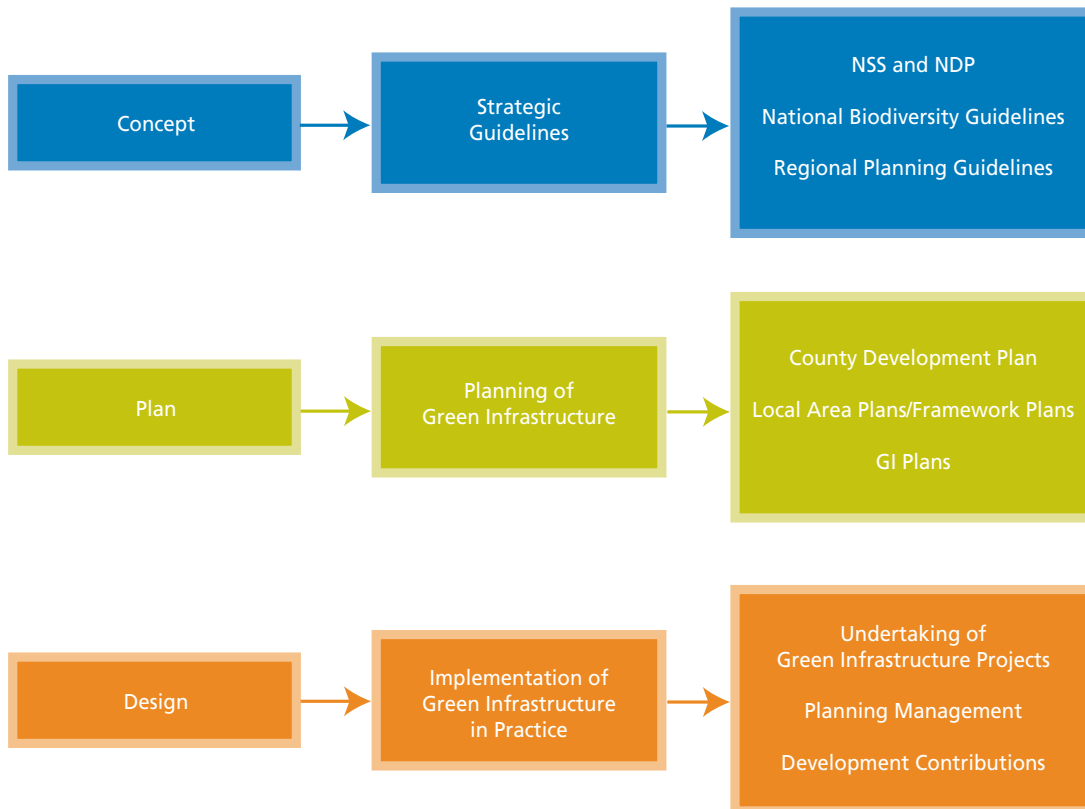 Concept
Strategic
Guidelines
NSS and NDP
National Biodiversity Guidelines
Regional Planning Guidelines
Plan
Planning of
Green Infrastructure
County Development Plan
Local Area Plans/Framework Plans
GI Plans
Design
Implementation of
Green Infrastructure
in Practice
Undertaking of
Green Infrastructure Projects
Planning Management
Development Contributions